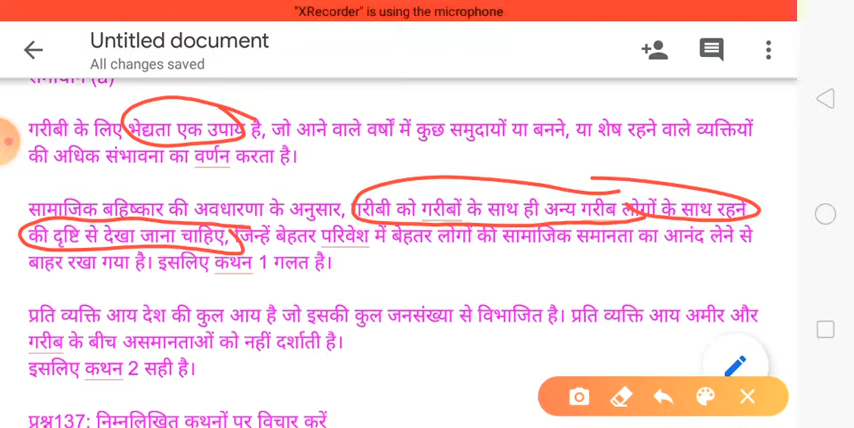 "XRecorder" is using the microphone
Untitled document
All changes saved
गरीबी के लिए भेद्यता एक उपाय है, जो आने वाले वर्षों में कुछ समुदायों या बनने, या शेष रहने वाले व्यक्तियों
की अधिक संभावना का वर्णन करता है।
सामाजिक बहिष्कार की अवधारणा के अनुसार, गरीबी को गरीबों के साथ ही अन्य गरीब लोगों के साथ रहने
की दृष्टि से देखा जाना चाहिए, जिन्हें बेहतर परिवेश में बेहतर लोगों की सामाजिक समानता का आनंद लेने से
बाहर रखा गया है। इसलिए कथन 1 गलत है।
प्रति व्यक्ति आय देश की कुल आय है जो इसकी कुल जनसंख्या से विभाजित है। प्रति व्यक्ति आय अमीर और
गरीब के बीच असमानताओं को नहीं दर्शाती है।
इसलिए कथन 2 सही है।
प्रश्न137: निम्नलिखित कथनों पर विचार करें